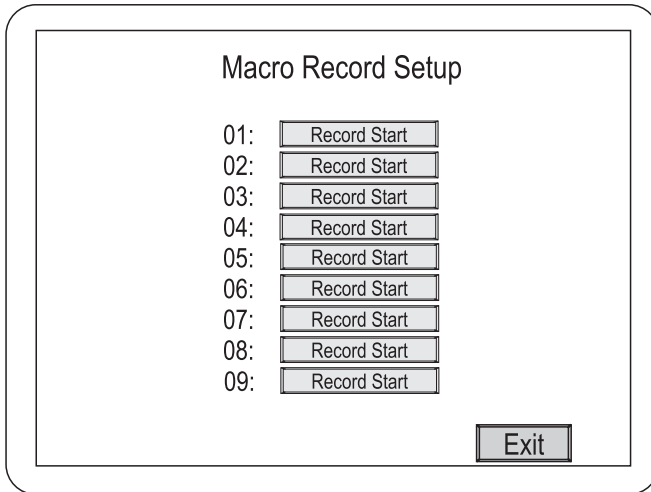 Macro Record Setup
01: Record Start
02: Record Start
03: Record Start
04: Record Start
05: Record Start
06: Record Start
07: Record Start
08: Record Start
09: Record Start
Exit